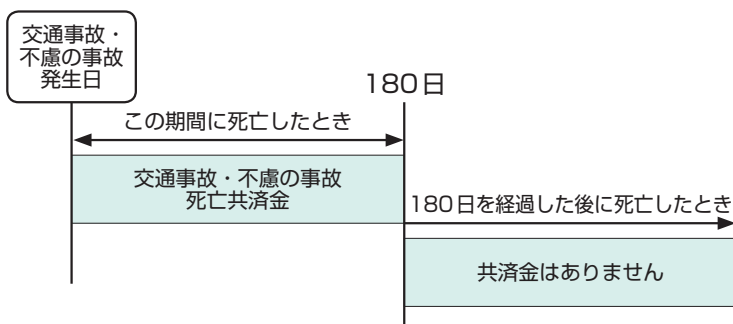 交通事故・
不慮の事故
発生日
180日
この期間に死亡したとき
交通事故・不慮の事故
死亡共済金
180日を経過した後に死亡したとき
共済金はありません